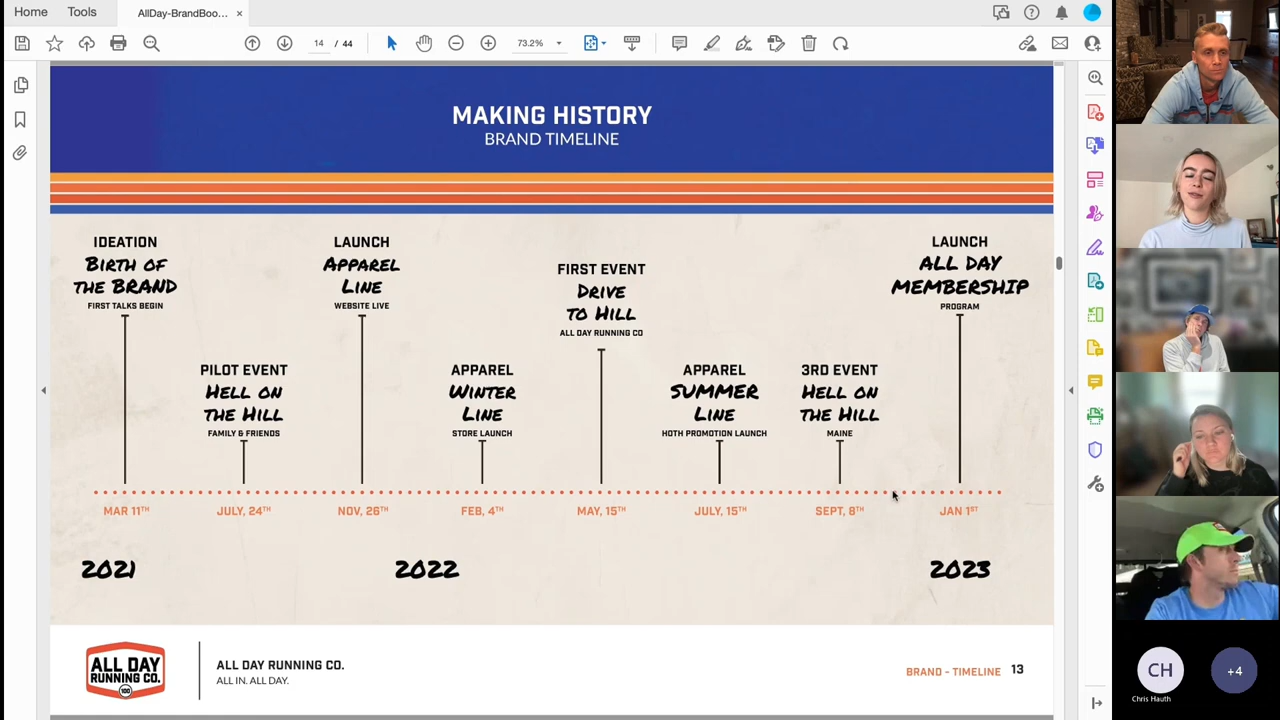 Home
Tools
AllDay-BrandBoo...
14 / 44
73.2%
MAKING HISTORY
BRAND TIMELINE
IDEATION
BIRTH OF
THE BRAND
FIRST TALKS BEGIN
PILOT EVENT
HELL ON
THE HILL
FAMILY & FRIENDS
LAUNCH
APPAREL
LINE
WEBSITE LIVE
APPAREL
WINTER
LINE
STORE LAUNCH
FIRST EVENT
DRIVE
TO HILL
ALL DAY RUNNING CO
APPAREL
SUMMER
LINE
HOTH PROMOTION LAUNCH
3RD EVENT
HELL ON
THE HILL
MAINE
LAUNCH
ALL DAY
MEMBERSHIP
PROGRAM
MAR 11TH
JULY, 24TH
NOV, 26TH
FEB, 4TH
MAY, 15TH
JULY, 15TH
SEPT, 8TH
JAN 1ST
2021
2022
2023
ALL DAY
RUNNING CO.
100
ALL DAY RUNNING CO.
ALL IN. ALL DAY.
BRAND - TIMELINE 13
CH
Chris Hauth
+4